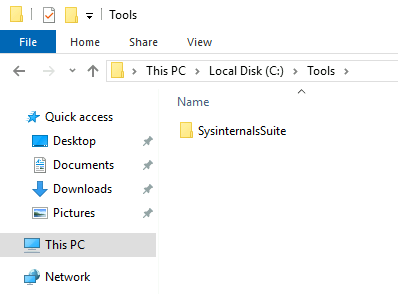 Tools
File Home Share View
This PC Local Disk (C:) Tools
Name
Quick access
SysinternalsSuite
Desktop
Documents
Downloads
Pictures
This PC
Network